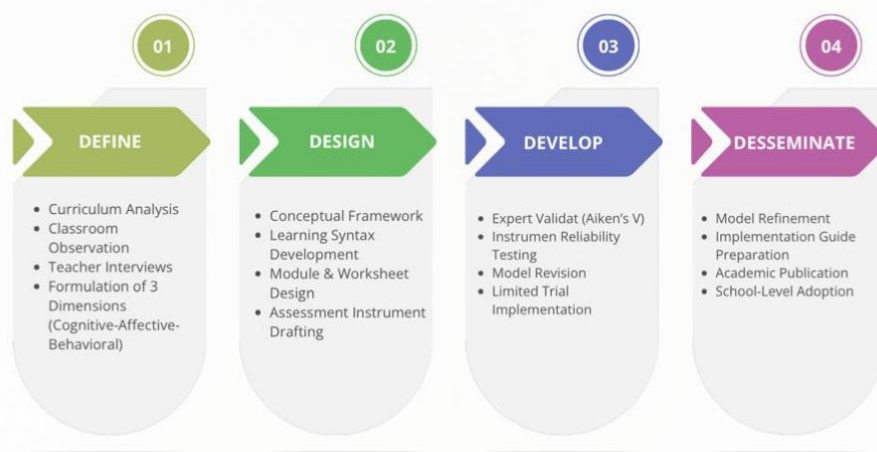 01
DEFINE
• Curriculum Analysis
• Classroom
Observation
• Teacher Interviews
• Formulation of 3
Dimensions
(Cognitive-Affective-
Behavioral)
02
DESIGN
• Conceptual Framework
• Learning Syntax
Development
• Module & Worksheet
Design
• Assessment Instrument
Drafting
03
DEVELOP
• Expert Validat (Aiken's V)
• Instrumen Reliability
Testing
• Model Revision
• Limited Trial
Implementation
04
DESSEMINATE
• Model Refinement
• Implementation Guide
Preparation
• Academic Publication
• School-Level Adoption